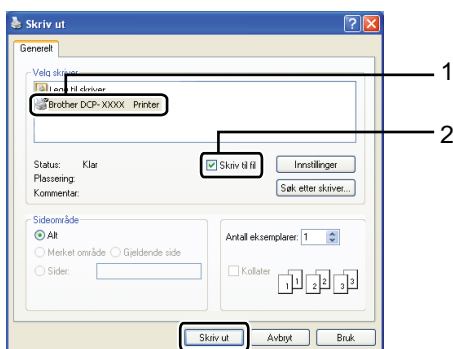 Skriv ut
Generelt
Velg skriver
Legg til skriver
Brother DCP-XXXX Printer
1
2
Status: Klar
Plassering:
Kommentar:
Skriv til fil
Innstillinger
Søk etter skriver...
Sideområde
Alt
Merket område Gjeldende side
Sider:
Antall eksemplarer: 1
Kollater
1 1 2 2 3 3
Skriv ut Avbryt Bruk